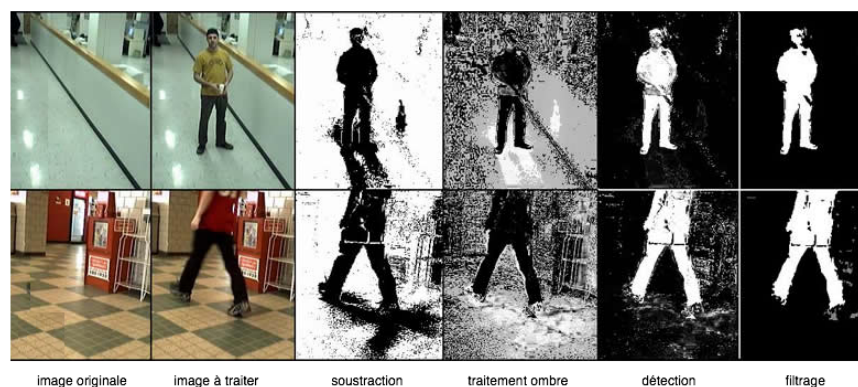 image originale
image à traiter
soustraction
traitement ombre
détection
filtrage